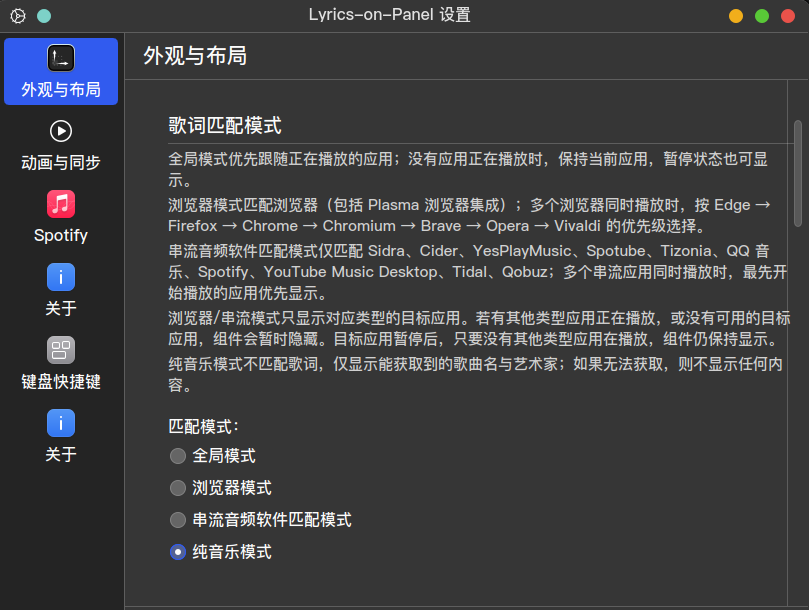 Lyrics-on-Panel 设置
外观与布局
动画与同步
Spotify
关于
键盘快捷键
关于
外观与布局
歌词匹配模式
全局模式优先跟随正在播放的应用；没有应用正在播放时，保持当前应用，暂停状态也可显
示。
浏览器模式匹配浏览器（包括 Plasma 浏览器集成）；多个浏览器同时播放时，按 Edge →
Firefox → Chrome → Chromium → Brave → Opera → Vivaldi 的优先级选择。
串流音频软件匹配模式仅匹配 Sidra、Cider、YesPlayMusic、Spotube、Tizonia、QQ 音
乐、Spotify、YouTube Music Desktop、Tidal、Qobuz；多个串流应用同时播放时，最先开
始播放的应用优先显示。
浏览器/串流模式只显示对应类型的目标应用。若有其他类型应用正在播放，或没有可用的目标
应用，组件会暂时隐藏。目标应用暂停后，只要没有其他类型应用在播放，组件仍保持显示。
纯音乐模式不匹配歌词，仅显示能获取到的歌曲名与艺术家；如果无法获取，则不显示任何内
容。
匹配模式：
全局模式
浏览器模式
串流音频软件匹配模式
纯音乐模式